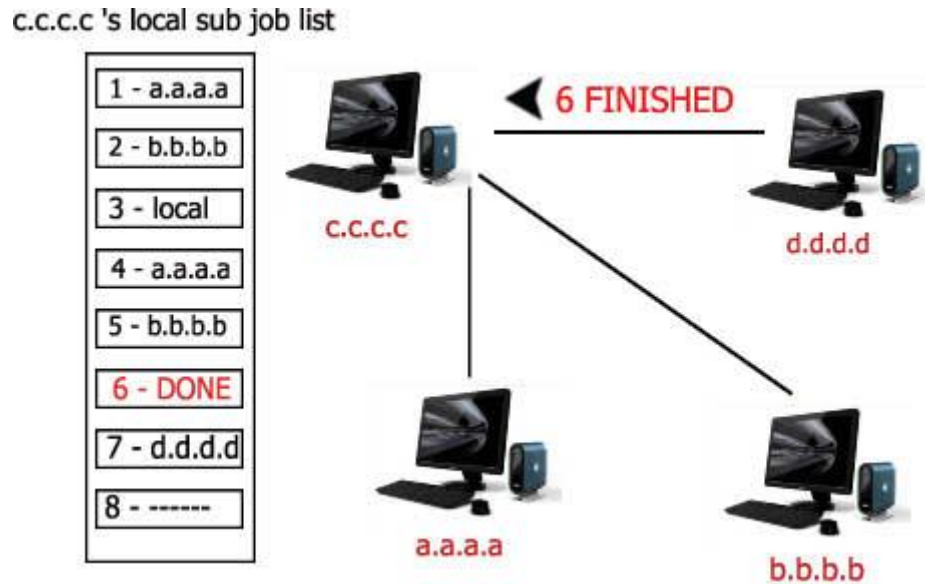 c.c.c.c 's local sub job list
1 - a.a.a.a
2 - b.b.b.b
3 - local
4 - a.a.a.a
5 - b.b.b.b
6 - DONE
7 - d.d.d.d
8 - ------
6 FINISHED
c.c.c.c
d.d.d.d
a.a.a.a
b.b.b.b